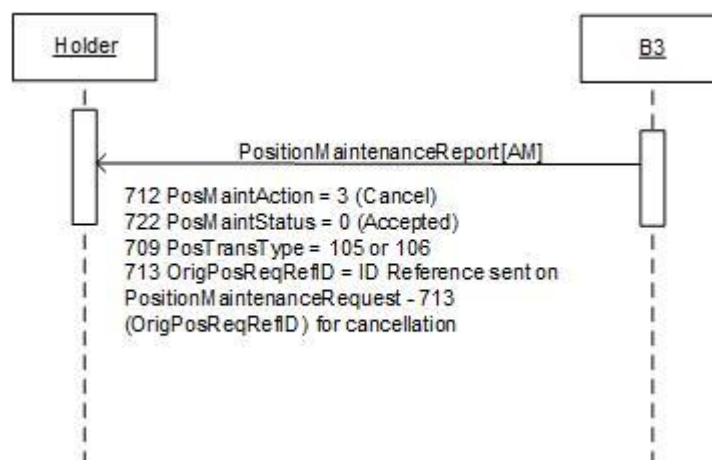 Holder
B3
PositionMaintenanceReport[AM]
712 PosMaintAction = 3 (Cancel)
722 PosMaintStatus = 0 (Accepted)
709 PosTransType = 105 or 106
713 OrigPosReqRefID = ID Reference sent on
PositionMaintenanceRequest - 713
(OrigPosReqRefID) for cancellation